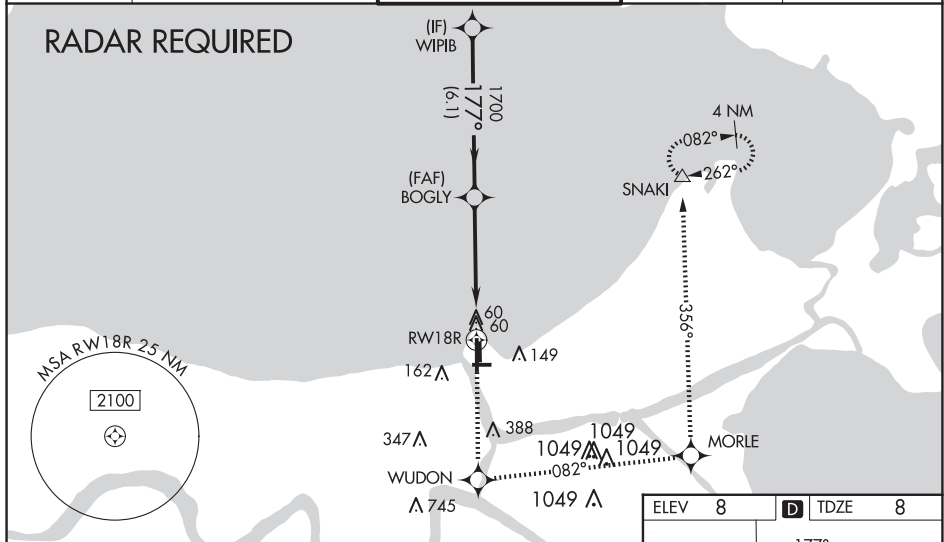 RADAR REQUIRED
(IF)
WIPIB
1700
177°
(6.1)
4 NM
082°
262°
SNAKI
(FAF)
BOGLY
356°
60
60
RW18R
149
162
MSA RW18R 25 NM
2100
388
347
1049
1049
1049
MORLE
WUDON
082°
745
1049
ELEV 8 D TDZE 8